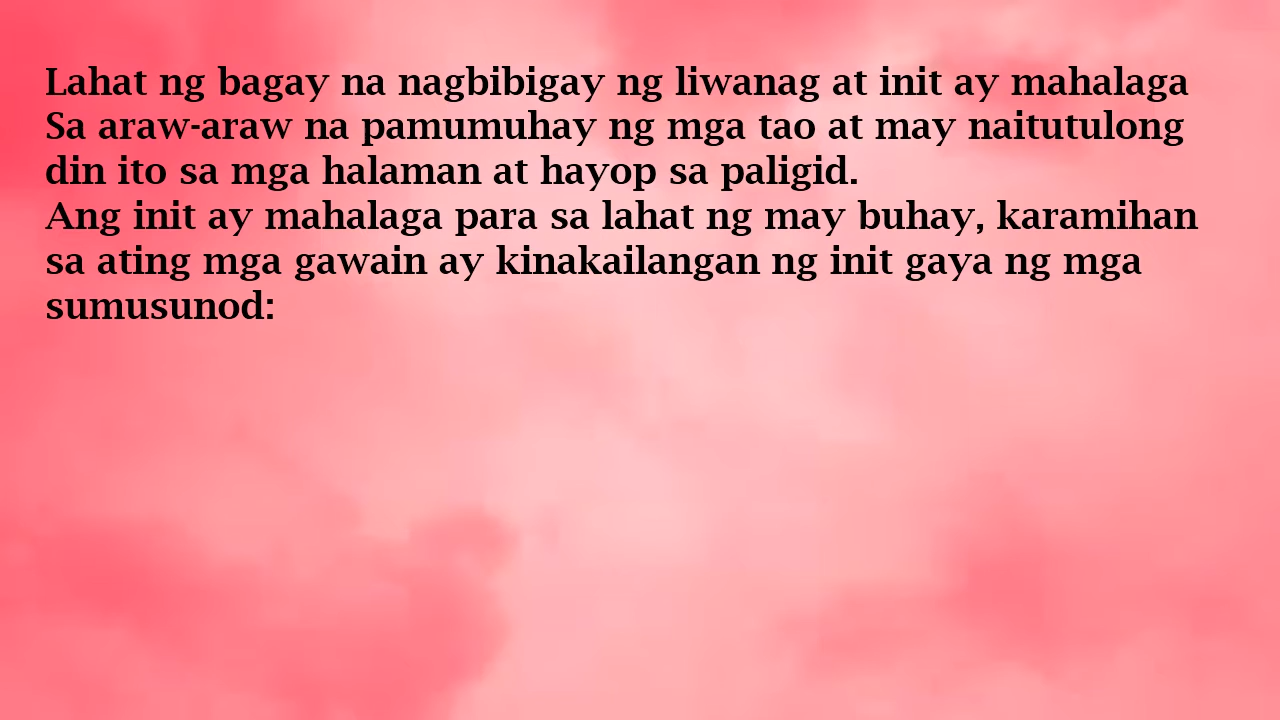 Lahat ng bagay na nagbibigay ng liwanag at init ay mahalaga
Sa araw-araw na pamumuhay ng mga tao at may naitutulong
din ito sa mga halaman at hayop sa paligid.
Ang init ay mahalaga para sa lahat ng may buhay, karamihan
sa ating mga gawain ay kinakailangan ng init gaya ng mga
sumusunod: